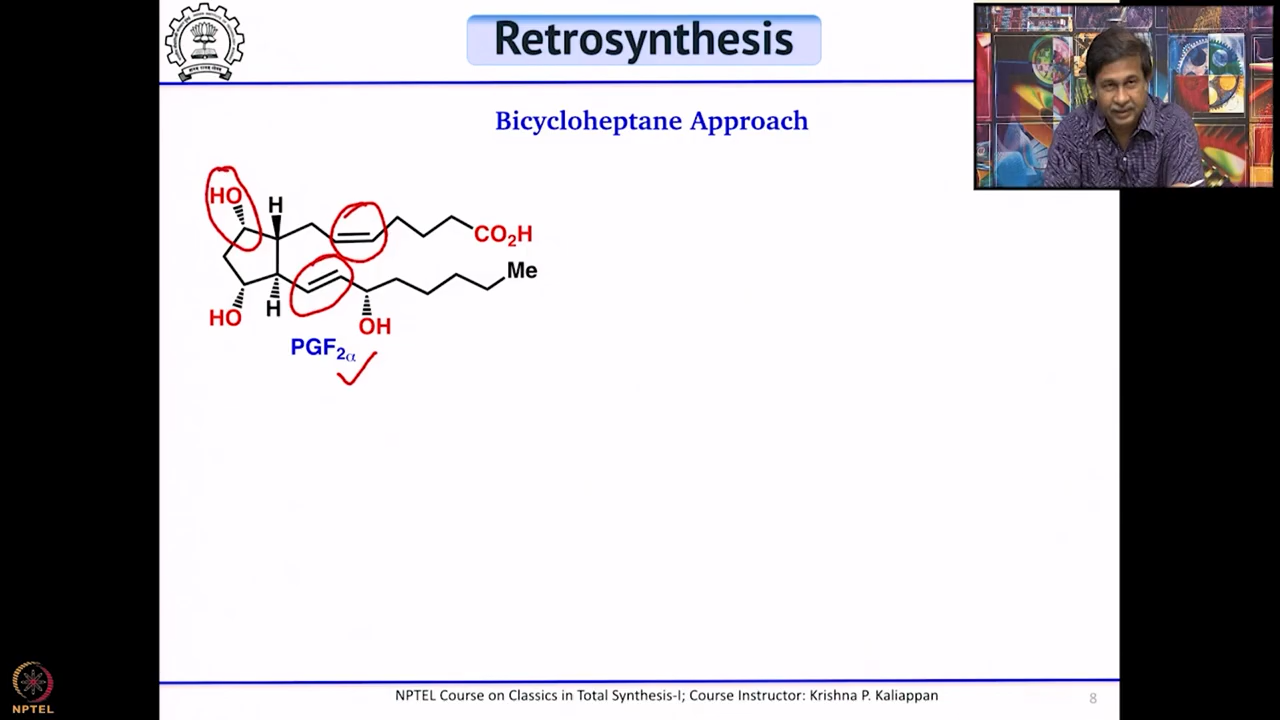 Retrosynthesis
Bicycloheptane Approach
HO
H
CO2H
Me
HO
H
OH
PGF2α
NPTEL Course on Classics in Total Synthesis-I; Course Instructor: Krishna P. Kaliappan
8
NPTEL